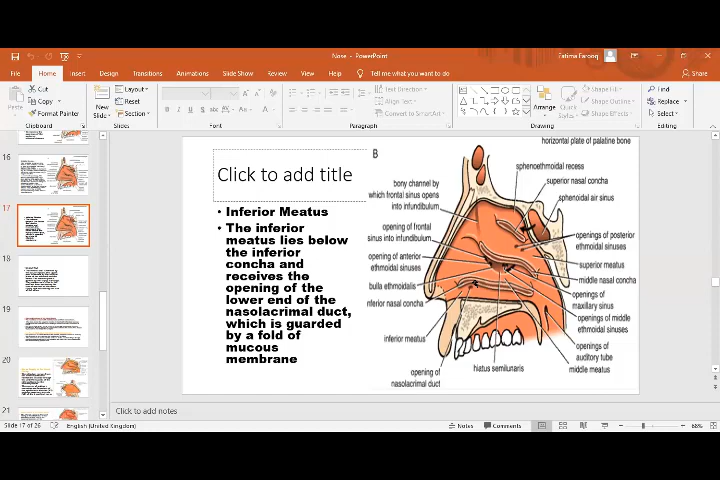 Nose - PowerPoint
Fatima Farooq
File Home Insert Design Transitions Animations Slide Show Review View Help Tell me what you want to do
Share
Paste
Cut
Copy
Format Painter
Clipboard
New
Slide
Layout
Reset
Section
Slides
Font
Text Direction
Align Text
Convert to SmartArt
Paragraph
Arrange
Quick
Styles
Shape Fill
Shape Outline
Shape Effects
Drawing
Find
Replace
Select
Editing
16
17
18
19
20
21
Click to add title
• Inferior Meatus
• The inferior
meatus lies below
the inferior
concha and
receives the
opening of the
lower end of the
nasolacrimal duct,
which is guarded
by a fold of
mucous
membrane
B
horizontal plate of palatine bone
sphenoethmoidal recess
superior nasal concha
sphenoidal air sinus
bony channel by
which frontal sinus opens
into infundibulum
opening of frontal
sinus into infundibulum
opening of anterior
ethmoidal sinuses
bulla ethmoidalis
inferior nasal concha
inferior meatus
opening of
nasolacrimal duct
hiatus semilunaris
openings of posterior
ethmoidal sinuses
superior meatus
middle nasal concha
openings of
maxillary sinus
openings of middle
ethmoidal sinuses
openings of
auditory tube
middle meatus
Click to add notes
Slide 17 of 26 English (United Kingdom)
Notes Comments
68%